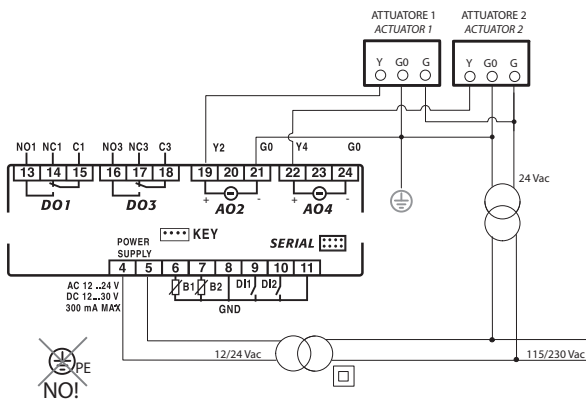 ATTUATORE 1
ACTUATOR 1
ATTUATORE 2
ACTUATOR 2
Y G0 G
Y G0 G
NO1 NC1 C1 NO3 NC3 C3 Y2 G0 Y4 G0
13 14 15 16 17 18 19 20 21 22 23 24
DO1 DO3 + AO2 - + AO4 -
24 Vac
KEY
SERIAL
POWER
SUPPLY
4 5 6 7 8 9 10 11
AC 12 ..24 V
DC 12...30 V
300 mA MAX
B1 B2 DI1 DI2
GND
12/24 Vac
115/230 Vac
PE
NO!